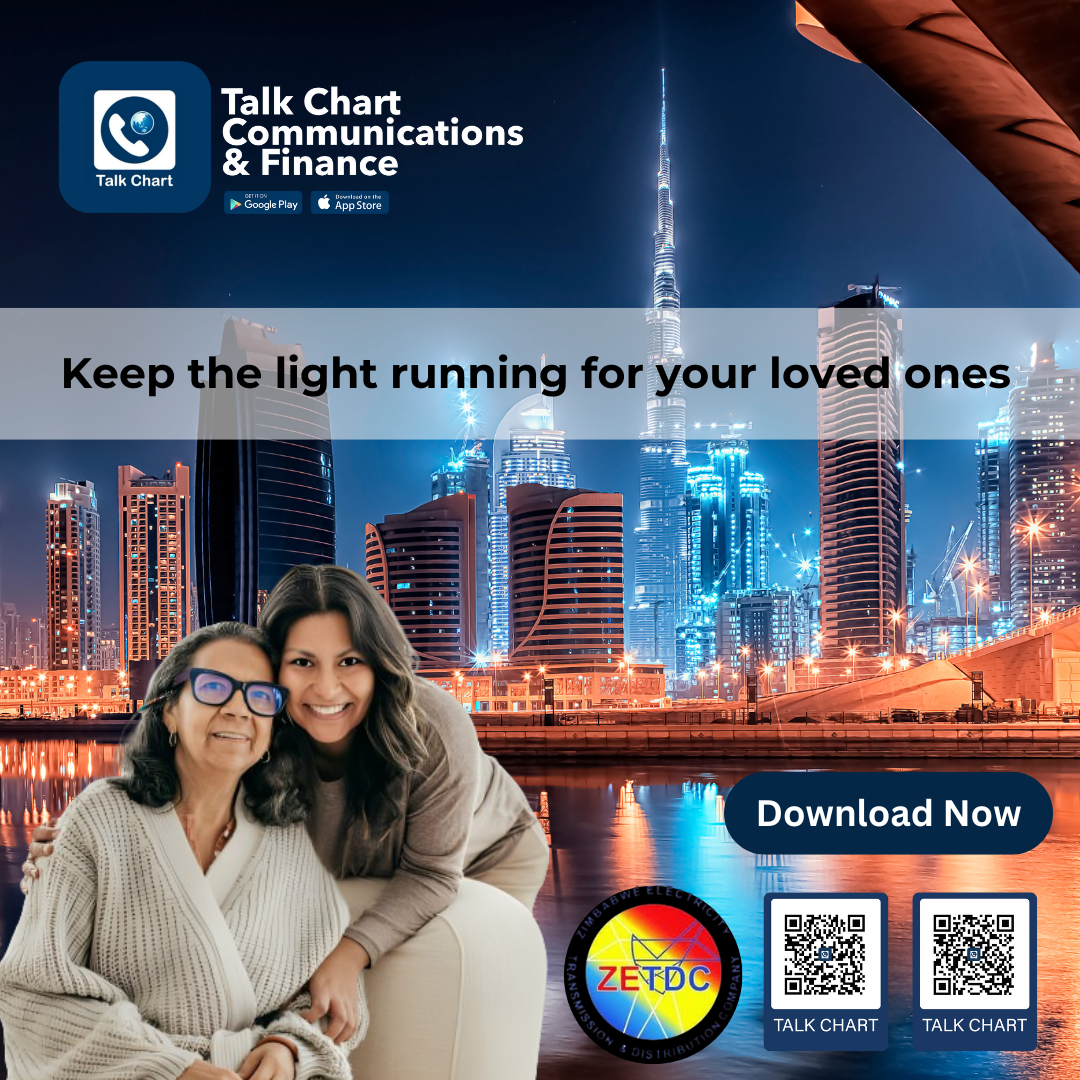 Talk Chart
Talk Chart
Communications
& Finance
GET IT ON
Google Play
Download on the
App Store
Keep the light running for your loved ones
Download Now
ZIMBABWE ELECTRICITY
ZETDC
TRANSMISSION & DISTRIBUTION COMPANY
TALK CHART
TALK CHART